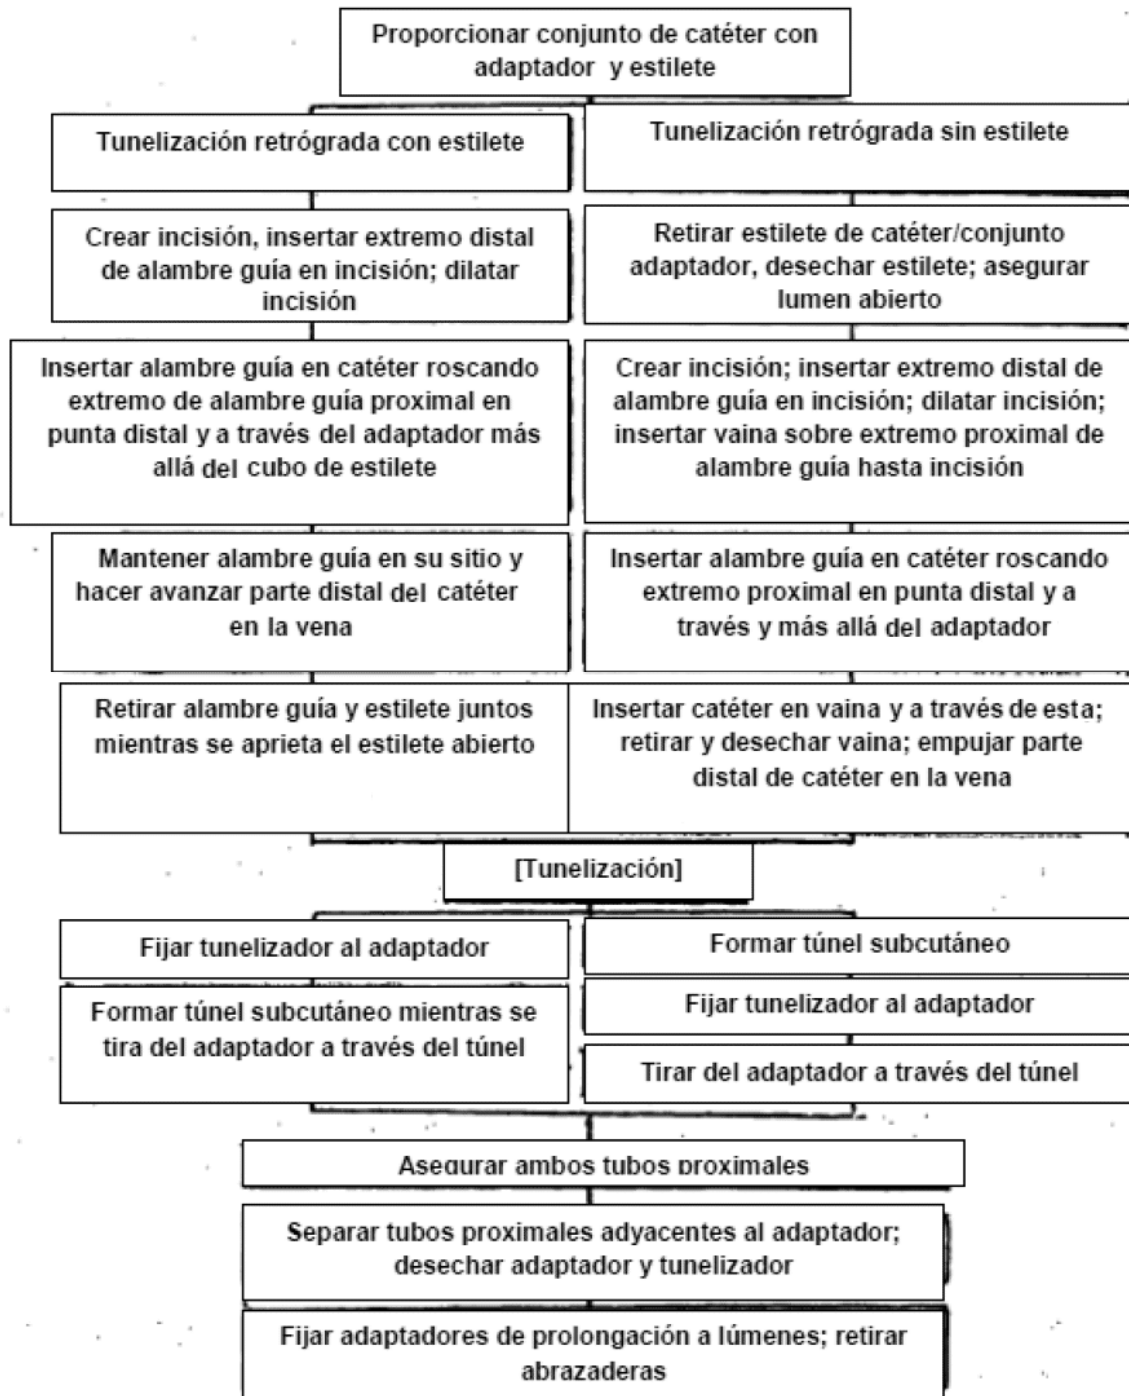 Proporcionar conjunto de catéter con
adaptador y estilete
Tunelización retrógrada con estilete
Crear incisión, insertar extremo distal
de alambre guía en incisión; dilatar
incisión
Insertar alambre guía en catéter roscando
extremo de alambre guía proximal en
punta distal y a través del adaptador más
allá del cubo de estilete
Mantener alambre guía en su sitio y
hacer avanzar parte distal del catéter
en la vena
Retirar alambre guía y estilete juntos
mientras se aprieta el estilete abierto
Tunelización retrógrada sin estilete
Retirar estilete de catéter/conjunto
adaptador, desechar estilete; asegurar
lumen abierto
Crear incisión; insertar extremo distal de
alambre guía en incisión; dilatar incisión;
insertar vaina sobre extremo proximal de
alambre guía hasta incisión
Insertar alambre guía en catéter roscando
extremo proximal en punta distal y a
través y más allá del adaptador
Insertar catéter en vaina y a través de esta;
retirar y desechar vaina; empujar parte
distal de catéter en la vena
[Tunelización]
Fijar tunelizador al adaptador
Formar túnel subcutáneo mientras se
tira del adaptador a través del túnel
Formar túnel subcutáneo
Fijar tunelizador al adaptador
Tirar del adaptador a través del túnel
Asegurar ambos tubos proximales
Separar tubos proximales adyacentes al adaptador;
desechar adaptador y tunelizador
Fijar adaptadores de prolongación a lúmenes; retirar
abrazaderas